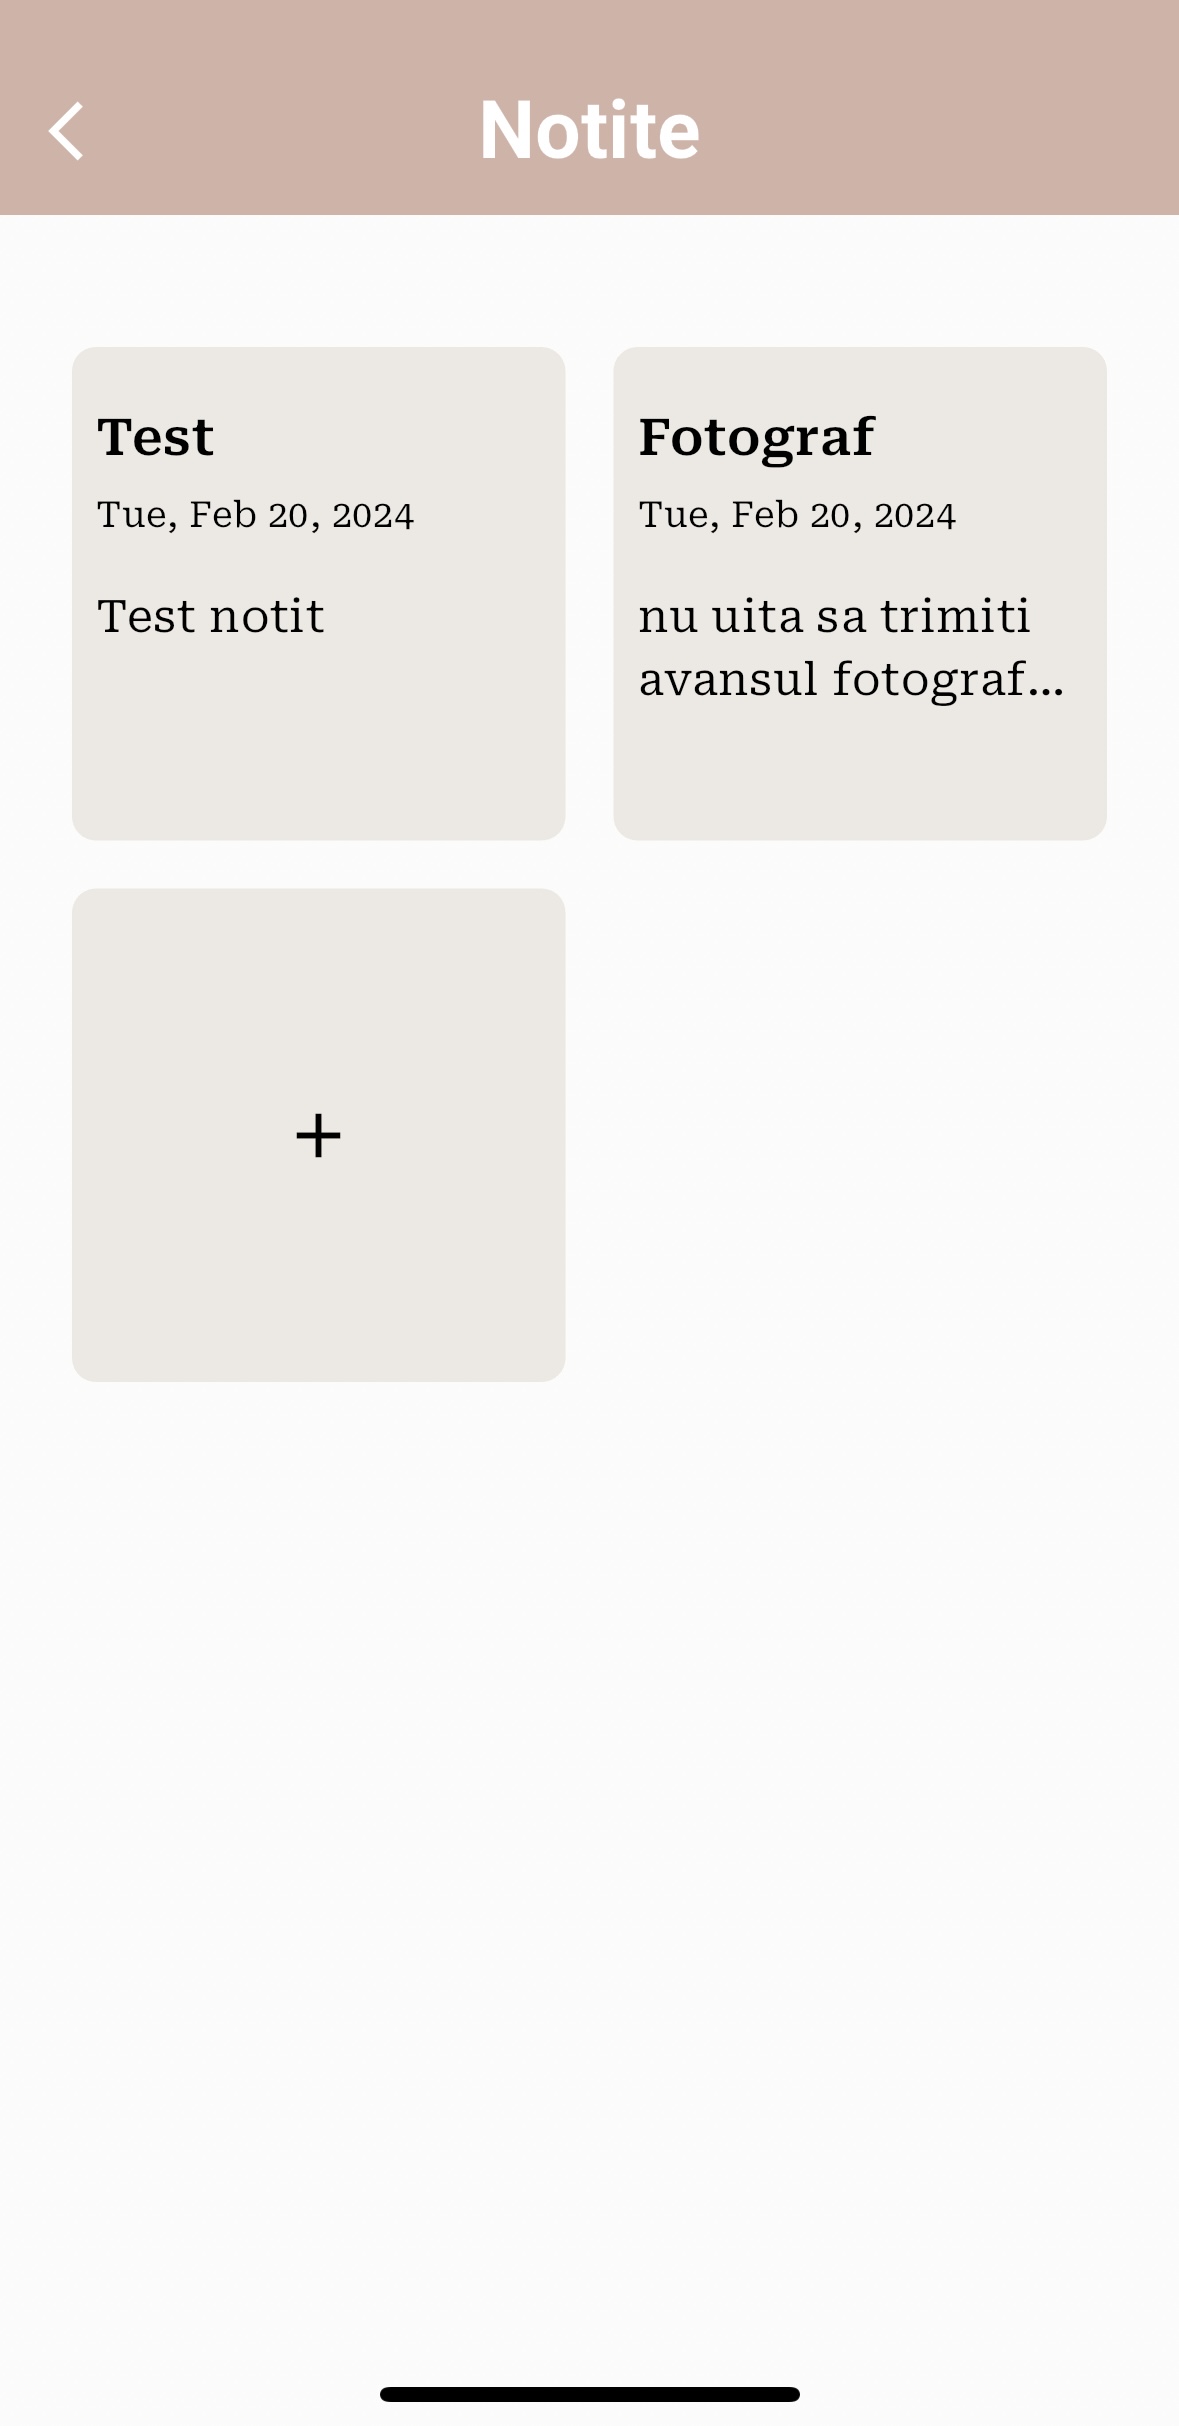 Notite
Test
Tue, Feb 20, 2024
Test notit
Fotograf
Tue, Feb 20, 2024
nu uita sa trimiti
avansul fotograf...
+